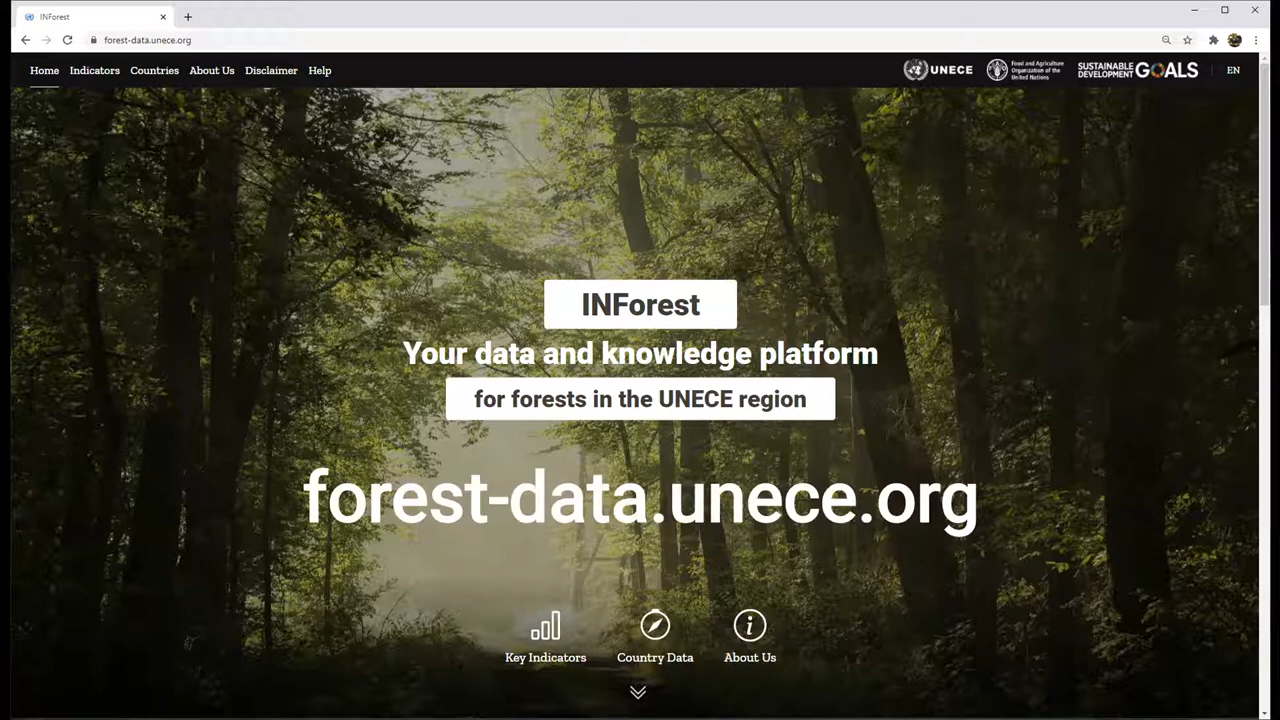 INForest
forest-data.unece.org
Home Indicators Countries About Us Disclaimer Help
UNECE
Food and Agriculture
Organization of the
United Nations
SUSTAINABLE
DEVELOPMENT
GOALS
EN
INForest
Your data and knowledge platform
for forests in the UNECE region
forest-data.unece.org
Key Indicators Country Data About Us